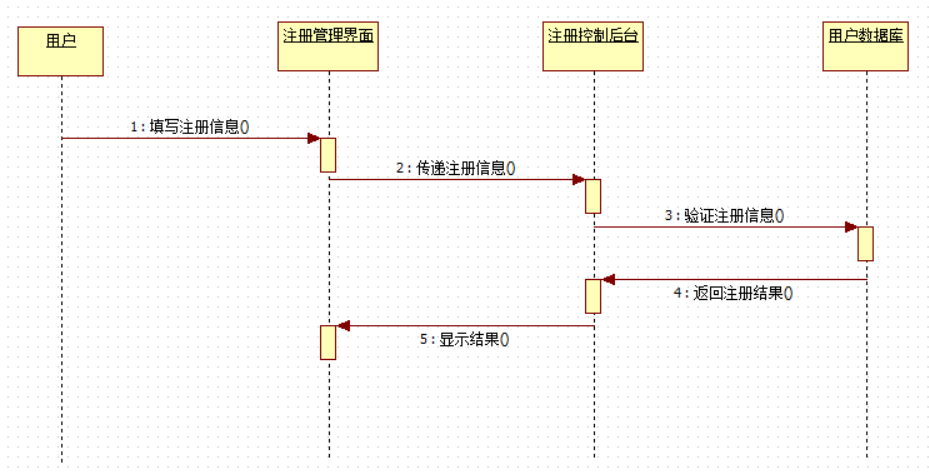 用户
注册管理界面
注册控制后台
用户数据库
1 : 填写注册信息()
2 : 传递注册信息()
3 : 验证注册信息()
4 : 返回注册结果()
5 : 显示结果()